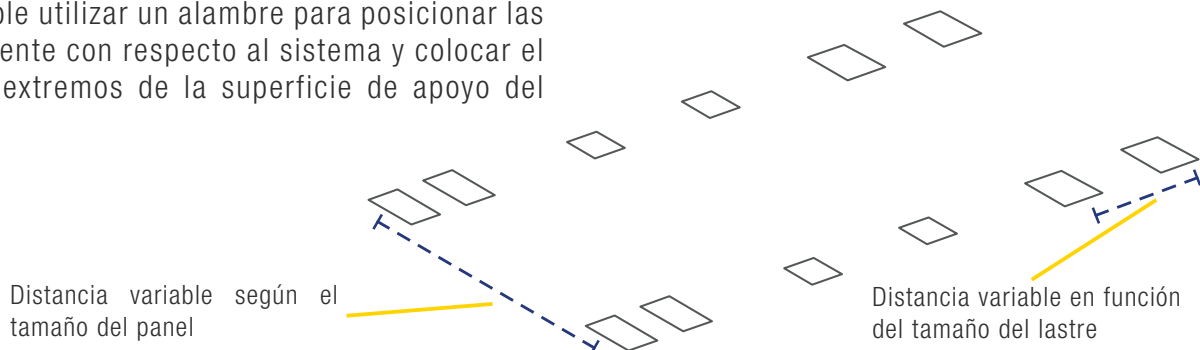 ble utilizar un alambre para posicionar las
ente con respecto al sistema y colocar el
extremos de la superficie de apoyo del
Distancia variable según el
tamaño del panel
Distancia variable en función
del tamaño del lastre